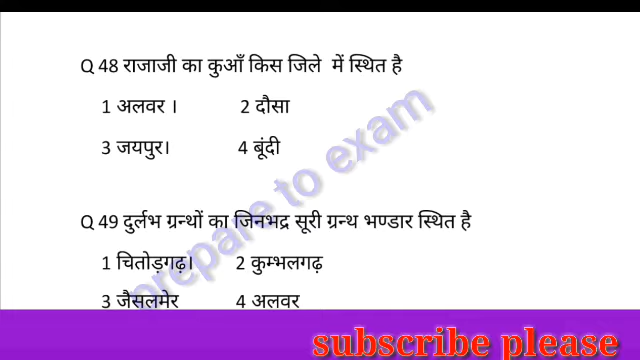 Q 48 राजाजी का कुआँ किस जिले में स्थित है
1 अलवर । 2 दौसा
3 जयपुर। 4 बूंदी
Q 49 दुर्लभ ग्रन्थों का जिनभद्र सूरी ग्रन्थ भण्डार स्थित है
1 चितोड़गढ़। 2 कुम्भलगढ़
3 जैसलमेर 4 अलवर
prepare to exam
subscribe please